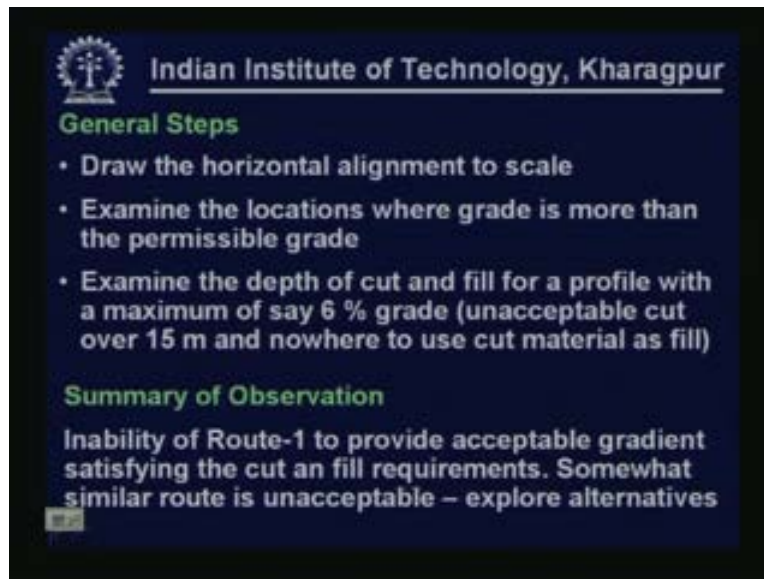 Indian Institute of Technology, Kharagpur
General Steps
• Draw the horizontal alignment to scale
• Examine the locations where grade is more than
the permissible grade
• Examine the depth of cut and fill for a profile with
a maximum of say 6 % grade (unacceptable cut
over 15 m and nowhere to use cut material as fill)
Summary of Observation
Inability of Route-1 to provide acceptable gradient
satisfying the cut an fill requirements. Somewhat
similar route is unacceptable – explore alternatives